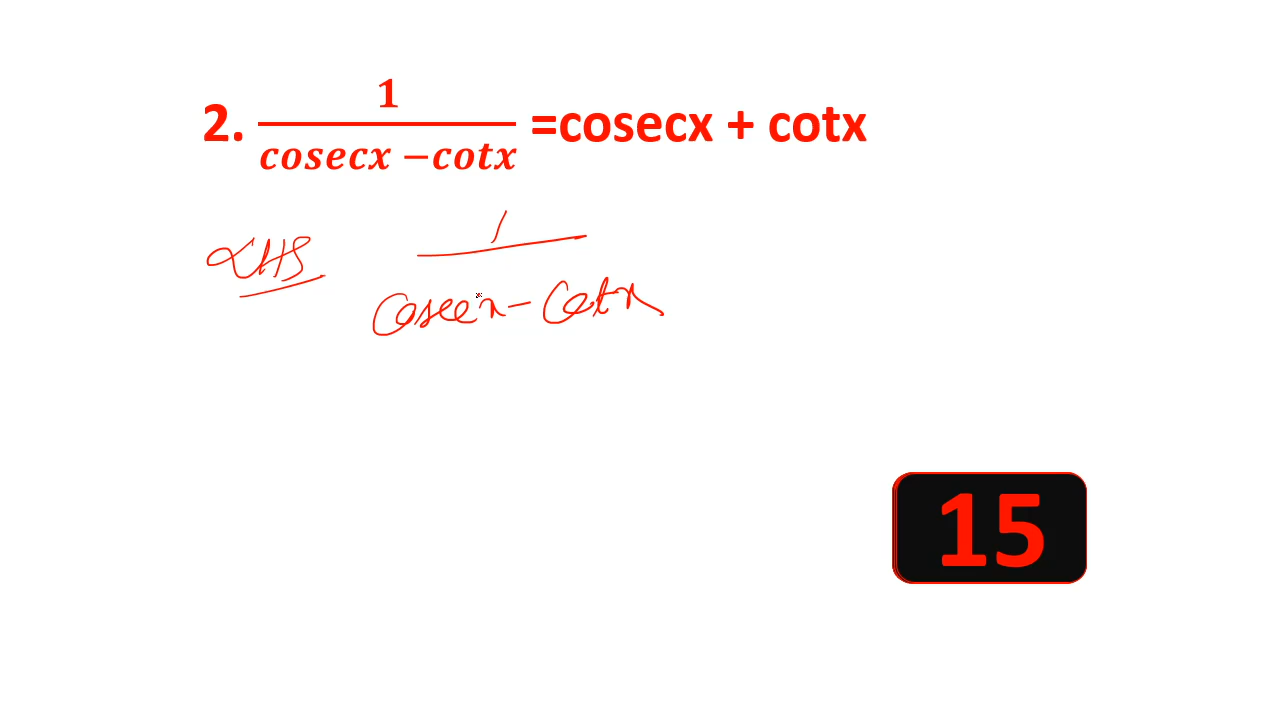 1
2. ——— =cosecx + cotx
cosecx −cotx
LHS 1
Cosecx - Cotx
15